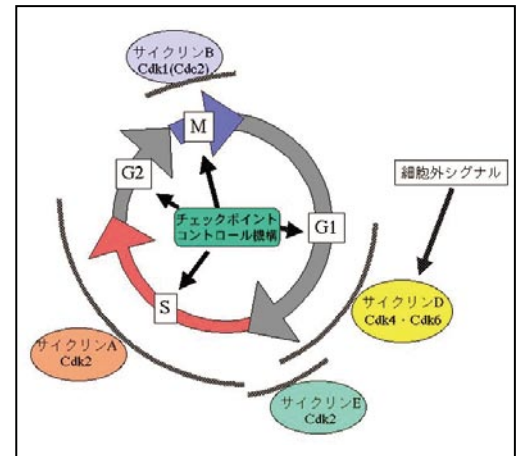 サイクリンB
Cdk1(Cdc2)
M
G2
細胞外シグナル
チェックポイント
コントロール機構
G1
S
サイクリンD
Cdk4・Cdk6
サイクリンA
Cdk2
サイクリンE
Cdk2